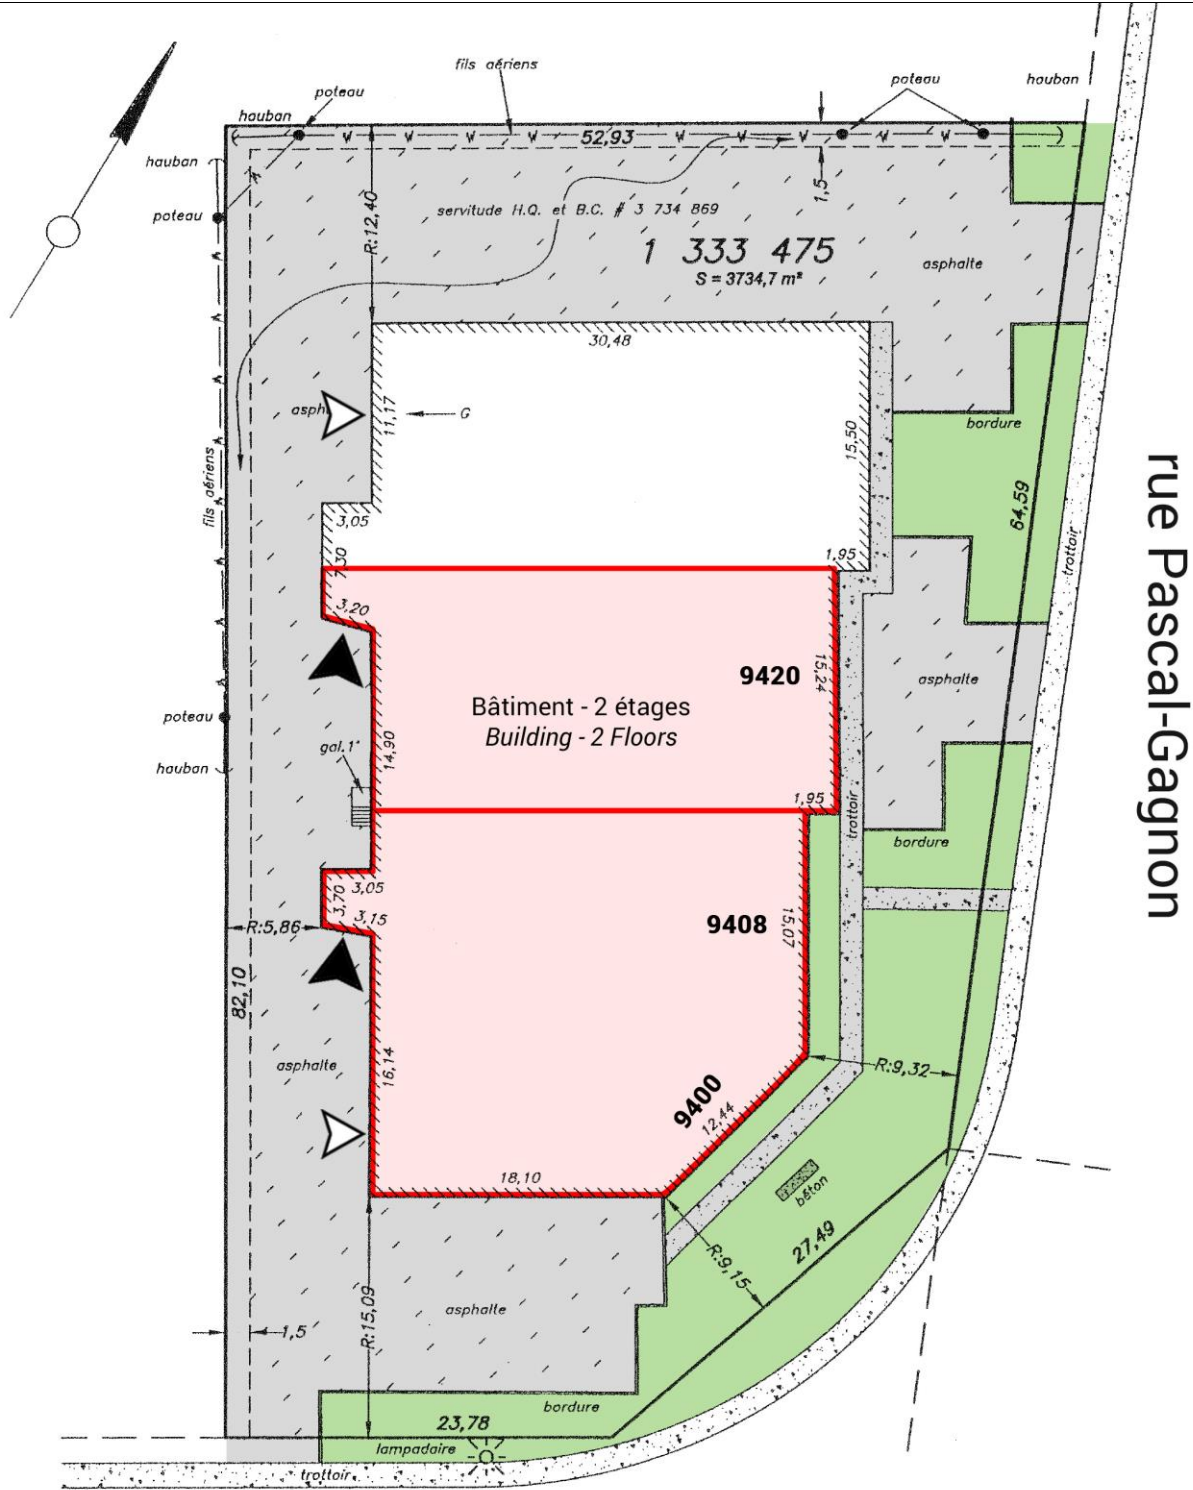 fils aériens
poteau
hauban
poteau
hauban
52,93
hauban
poteau
R:12,40
1,5
servitude H.Q. et B.C. # 3 734 869
1 333 475
S = 3734,7 m²
asphalte
30,48
11,17
G
15,50
bordure
fils aériens
64,59
trottoir
rue Pascal-Gagnon
3,05
7,30
1,95
3,20
9420
15,24
asphalte
Bâtiment - 2 étages
Building - 2 Floors
poteau
gal.1°
14,90
hauban
1,95
trottoir
bordure
3,05
3,70
3,15
9408
15,07
R:5,86
82,10
asphalte
16,14
R:9,32
9400
12,44
18,10
béton
27,49
R:9,15
R:15,09
asphalte
1,5
bordure
23,78
lampadaire
trottoir